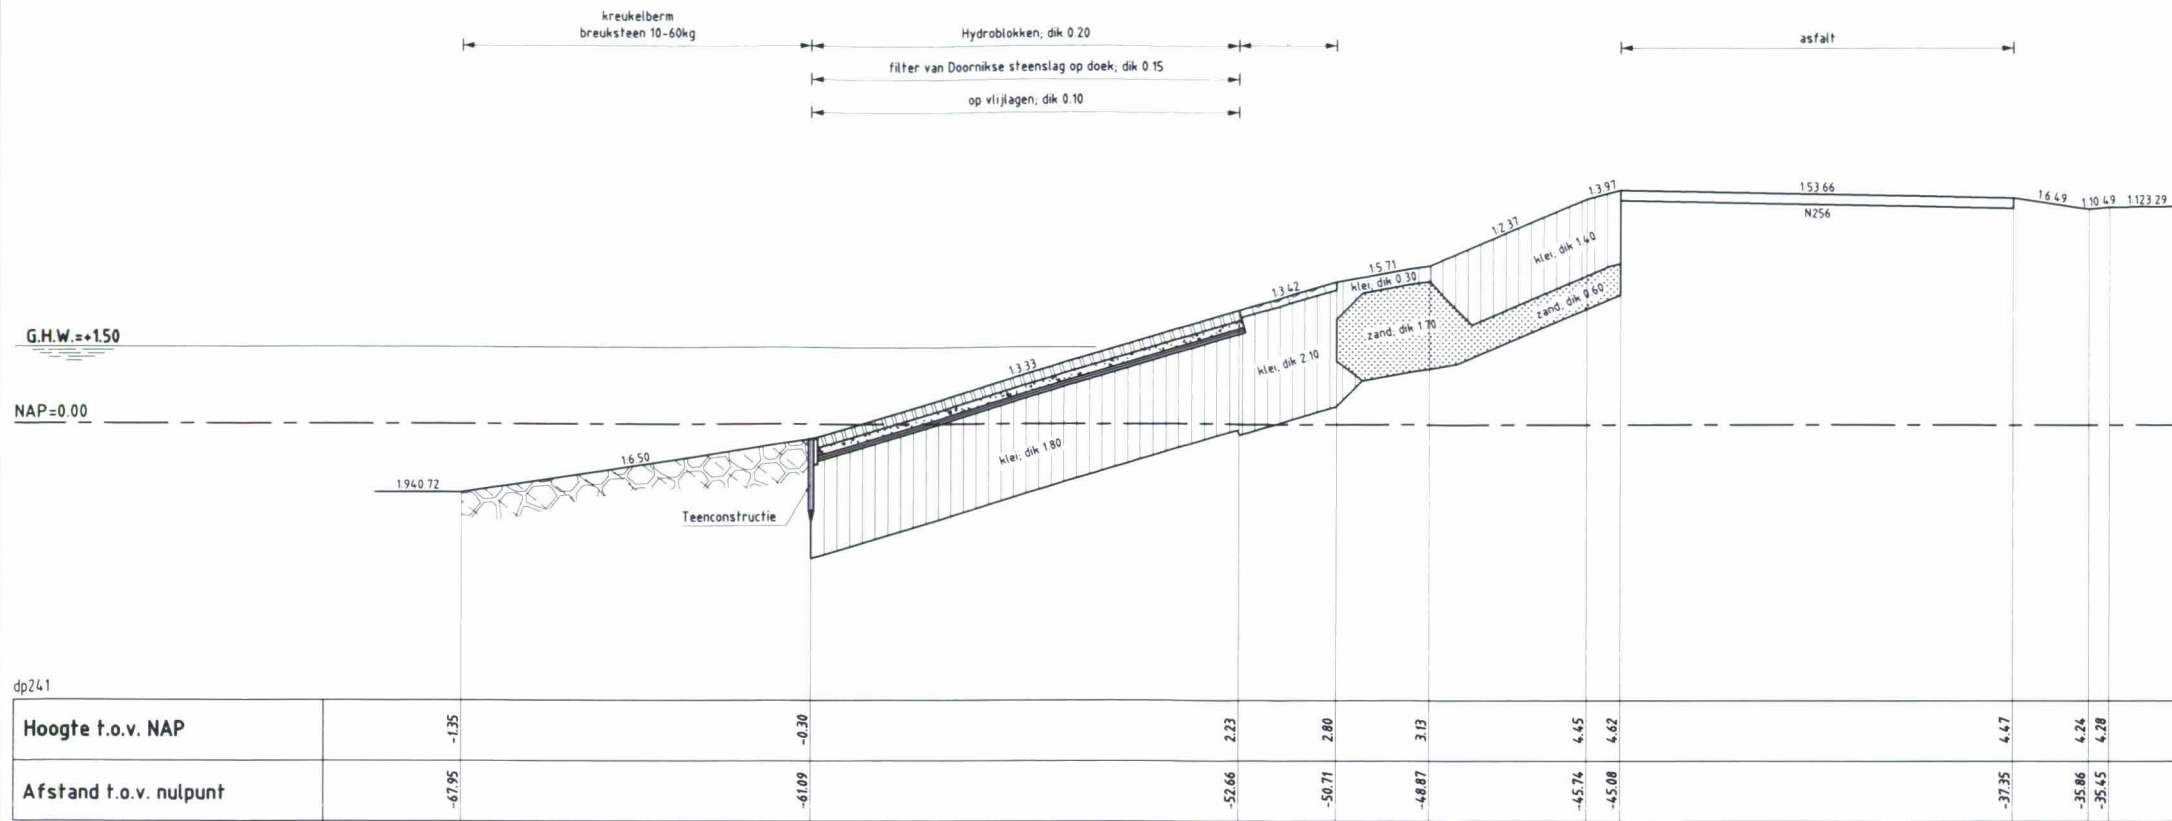 kreukelberm
breuksteen 10-60kg
Hydroblokken; dik 0.20
asfalt
filter van Doornikse steenslag op doek; dik 0.15
op vlijlagen; dik 0.10
1:3.97
1:53.66
1:6.49
1:10.49
1:123.29
N256
1:2.37
klei, dik 1.40
1:5.71
klei, dik 0.30
1:3.42
zand, dik 0.60
zand, dik 1.70
G.H.W.=+1.50
1:3.33
klei, dik 2.10
NAP=0.00
klei, dik 1.80
1:6.50
1:940.72
Teenconstructie
dp241
Hoogte t.o.v. NAP -1.35 -0.30 2.23 2.80 3.13 4.45 4.62 4.47 4.24 4.28
Afstand t.o.v. nulpunt -67.95 -61.09 -52.66 -50.71 -48.87 -45.74 -45.08 -37.35 -35.86 -35.45